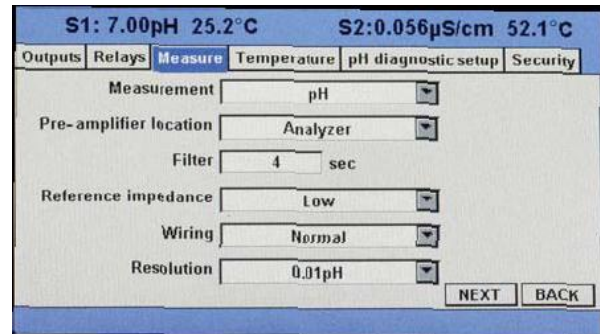 S1: 7.00pH 25.2°C S2:0.056µS/cm 52.1°C
Outputs Relays Measure Temperature pH diagnostic setup Security
Measurement pH
Pre-amplifier location Analyzer
Filter 4 sec
Reference impedance Low
Wiring Normal
Resolution 0.01pH
NEXT BACK